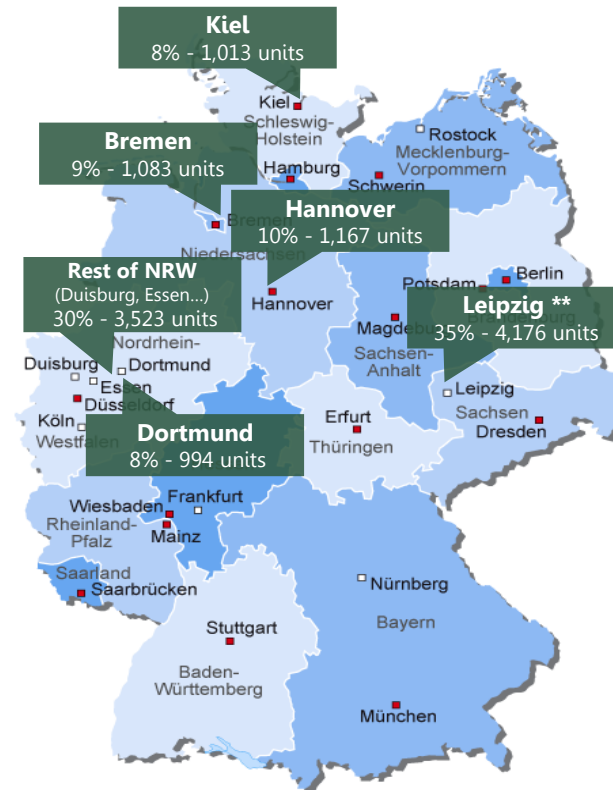 Kiel
8% - 1,013 units
Kiel
Schleswig-
Holstein
Rostock
Mecklenburg-
Vorpommern
Bremen
9% - 1,083 units
Hamburg
Schwerin
Bremen
Niedersachsen
Hannover
10% - 1,167 units
Hannover
Rest of NRW
(Duisburg, Essen...)
30% - 3,523 units
Berlin
Potsdam
Brandenburg
Leipzig **
35% - 4,176 units
Magdebu
Sachsen-
Anhalt
Nordrhein-
Duisburg
Dortmund
Essen
Düsseldorf
Köln
Westfalen
Leipzig
Sachsen
Dresden
Erfurt
Thüringen
Dortmund
8% - 994 units
Frankfurt
Wiesbaden
Rheinland-
Pfalz
Mainz
Saarland
Saarbrücken
Nürnberg
Bayern
Stuttgart
Baden-
Württemberg
München